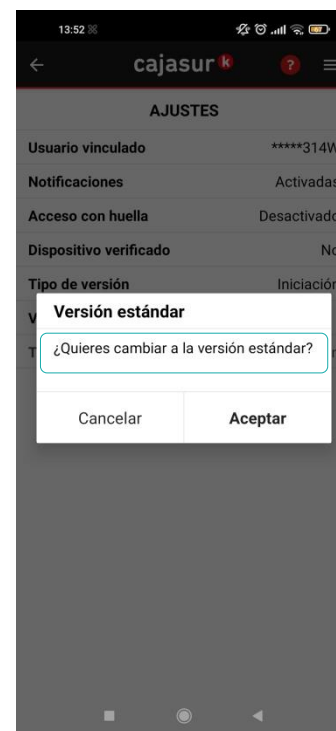 13:52
cajasur k ?
AJUSTES
Usuario vinculado *****314W
Notificaciones Activadas
Acceso con huella Desactivado
Dispositivo verificado No
Tipo de versión Iniciación
V
Versión estándar
T ¿Quieres cambiar a la versión estándar?
Cancelar Aceptar